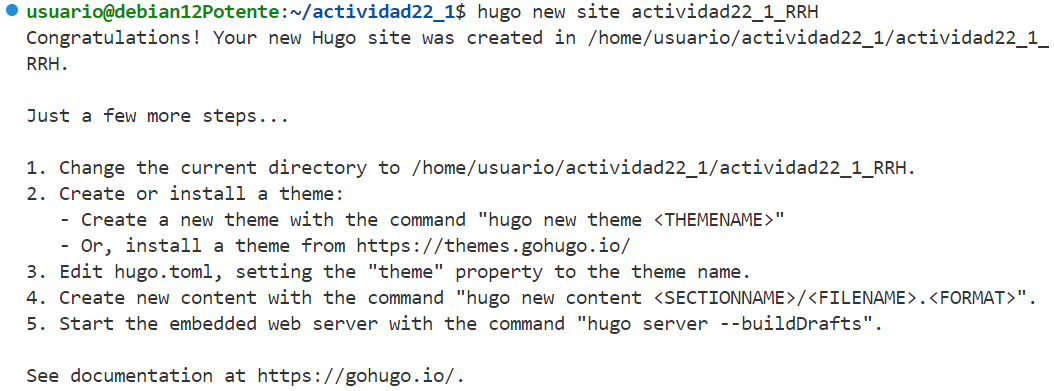 usuario@debian12Potente:~/actividad22_1$ hugo new site actividad22_1_RRH
Congratulations! Your new Hugo site was created in /home/usuario/actividad22_1/actividad22_1_
RRH.
Just a few more steps...
1. Change the current directory to /home/usuario/actividad22_1/actividad22_1_RRH.
2. Create or install a theme:
   - Create a new theme with the command "hugo new theme <THEMENAME>"
   - Or, install a theme from https://themes.gohugo.io/
3. Edit hugo.toml, setting the "theme" property to the theme name.
4. Create new content with the command "hugo new content <SECTIONNAME>/<FILENAME>.<FORMAT>".
5. Start the embedded web server with the command "hugo server --buildDrafts".
See documentation at https://gohugo.io/.